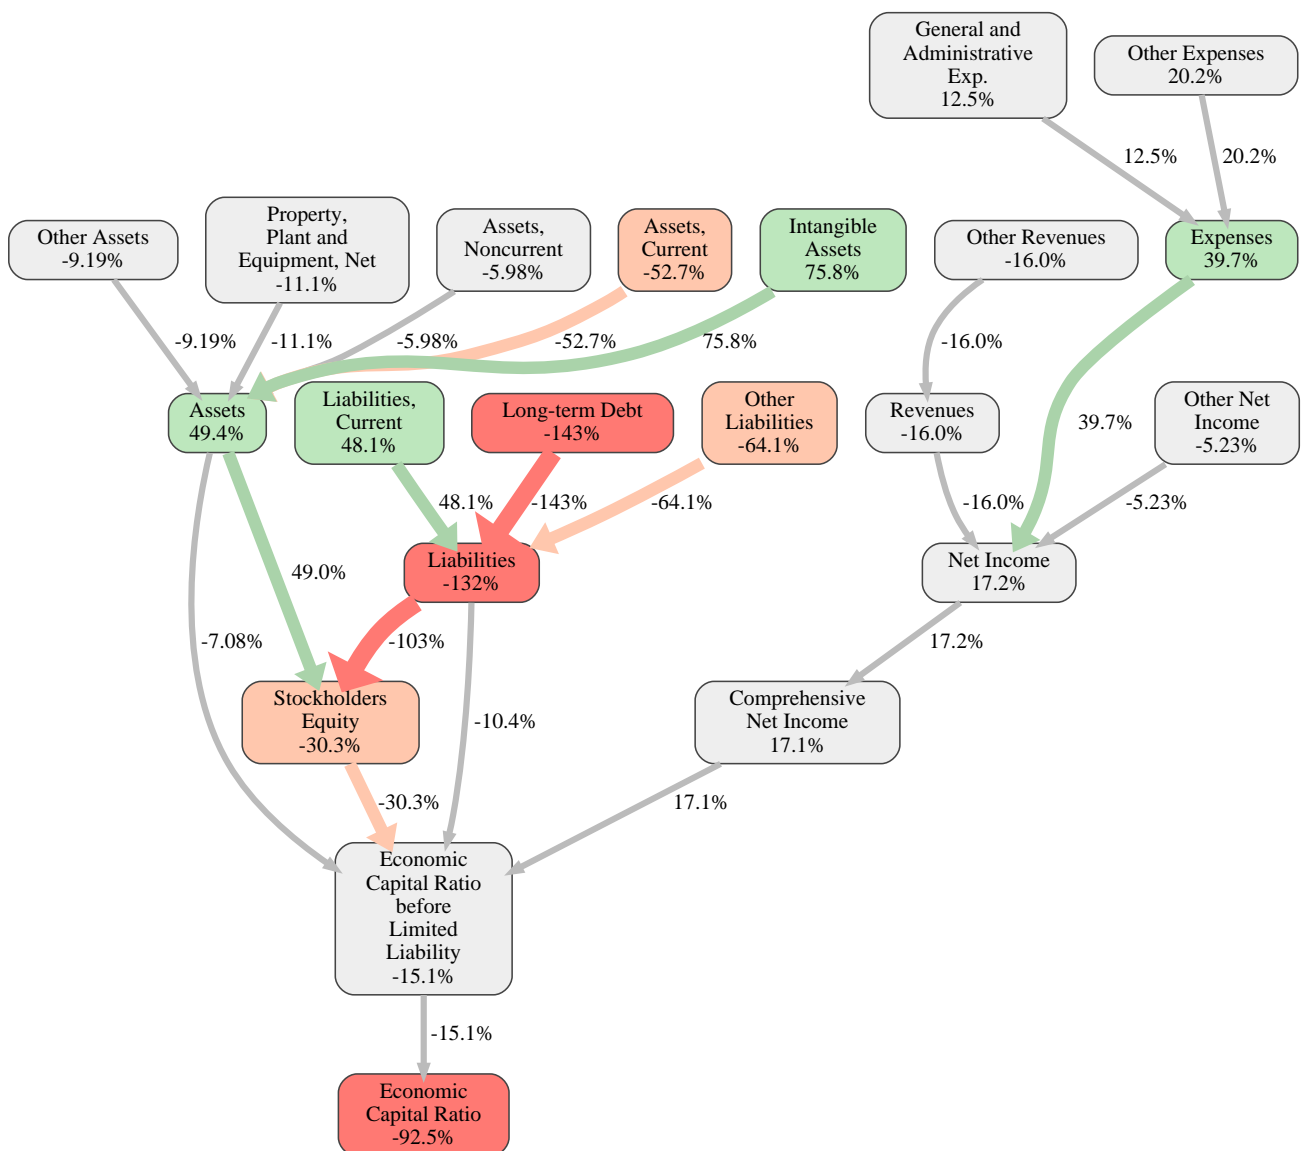 General and
Administrative
Exp.
12.5%
Other Expenses
20.2%
12.5%
20.2%
Other Assets
-9.19%
Property,
Plant and
Equipment, Net
-11.1%
Assets,
Noncurrent
-5.98%
Assets,
Current
-52.7%
Intangible
Assets
75.8%
Other Revenues
-16.0%
Expenses
39.7%
-9.19%
-11.1%
-5.98%
-52.7%
75.8%
-16.0%
39.7%
Assets
49.4%
Liabilities,
Current
48.1%
Long-term Debt
-143%
Other
Liabilities
-64.1%
Revenues
-16.0%
Other Net
Income
-5.23%
48.1%
-143%
-64.1%
-16.0%
-5.23%
49.0%
Liabilities
-132%
Net Income
17.2%
-7.08%
-103%
17.2%
Stockholders
Equity
-30.3%
-10.4%
Comprehensive
Net Income
17.1%
-30.3%
17.1%
Economic
Capital Ratio
before
Limited
Liability
-15.1%
-15.1%
Economic
Capital Ratio
-92.5%